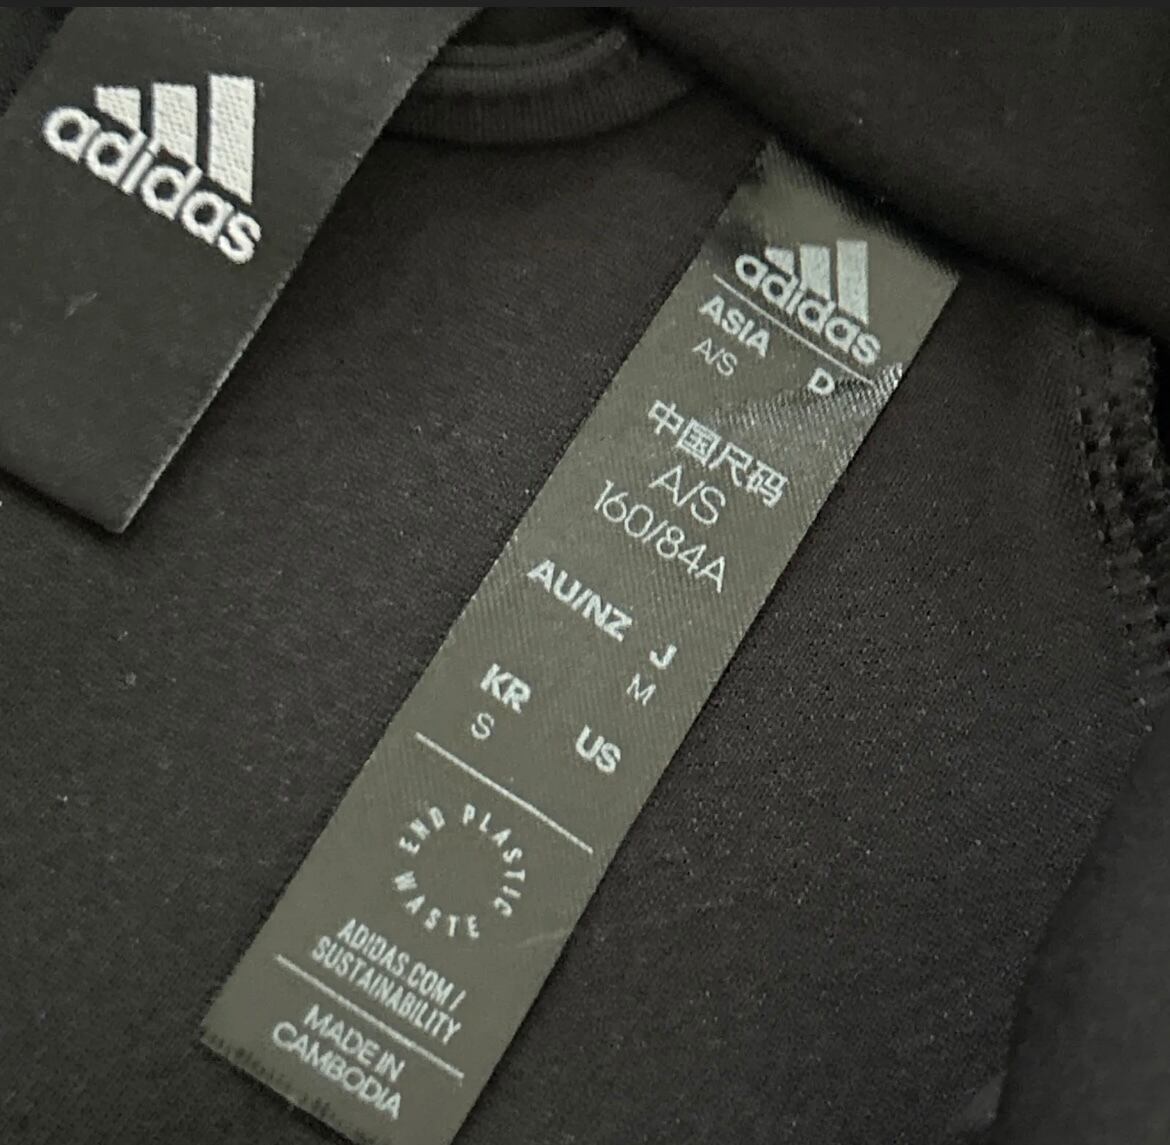 adidas
adidas
ASIA D
A/S
中国尺码
A/S
160/84A
AU/NZ J
M
KR US
S
END PLASTIC WASTE
ADIDAS.COM/
SUSTAINABILITY
MADE IN
CAMBODIA